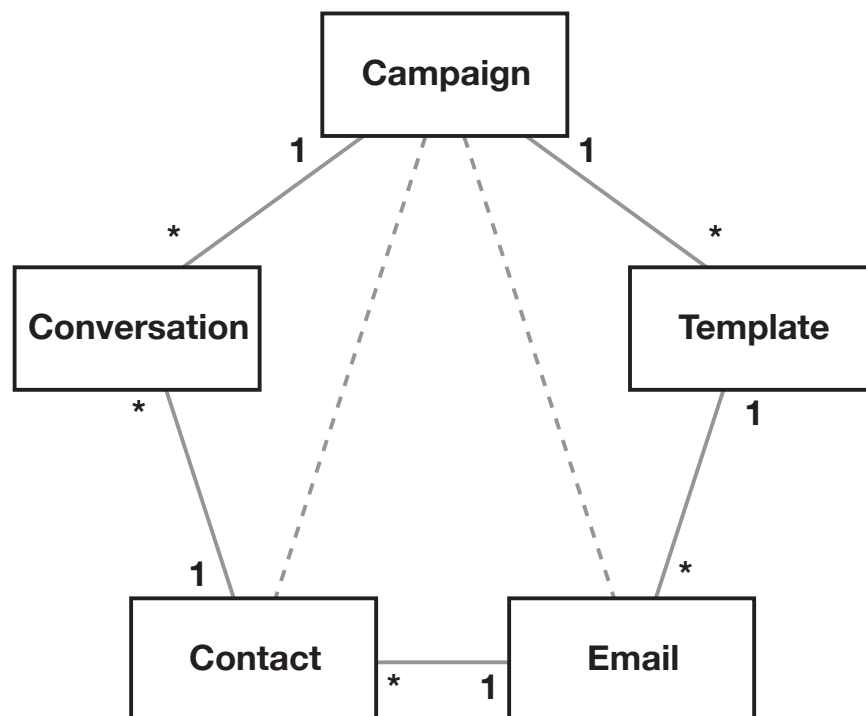 Campaign
1 1
* *
Conversation Template
* 1
1 *
Contact Email
* 1